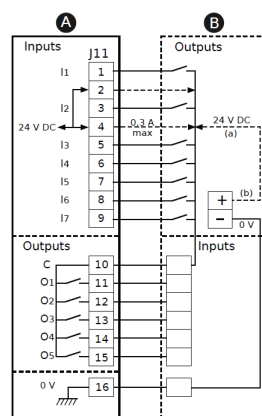 A B
Inputs Outputs
J11
I1 1
2
I2 3
24 V DC 4 0,3 A max 24 V DC (a)
I3 5
I4 6
I5 7
I6 8 + (b)
I7 9 − 0 V
Outputs Inputs
C 10
O1 11
O2 12
O3 13
O4 14
O5 15
0 V 16